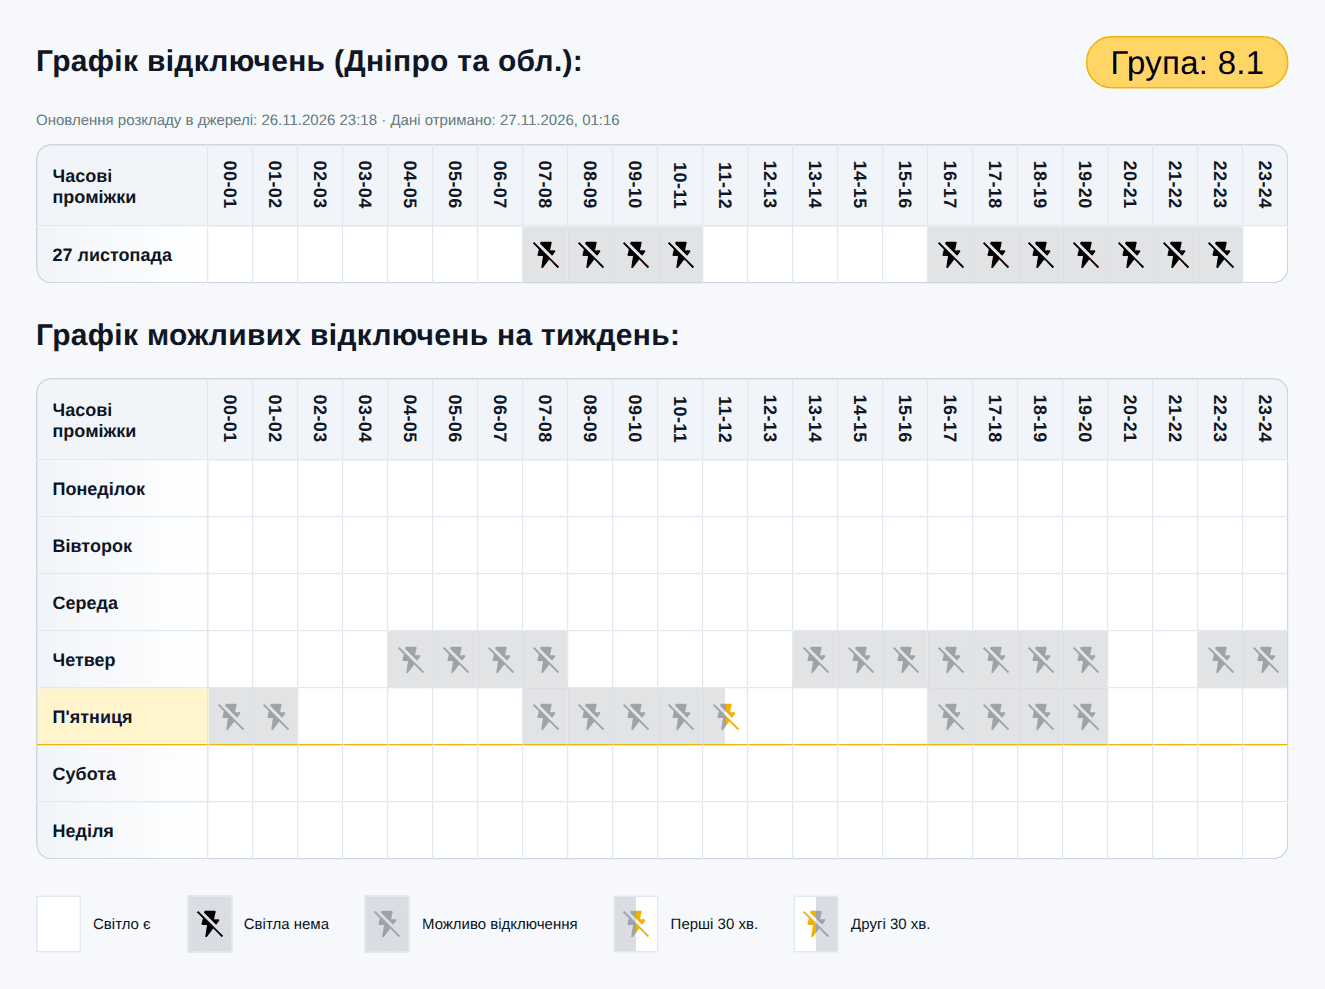 Графік відключень (Дніпро та обл.):
Група: 8.1
Оновлення розкладу в джерелі: 26.11.2026 23:18 · Дані отримано: 27.11.2026, 01:16
Часові проміжки 00-01 01-02 02-03 03-04 04-05 05-06 06-07 07-08 08-09 09-10 10-11 11-12 12-13 13-14 14-15 15-16 16-17 17-18 18-19 19-20 20-21 21-22 22-23 23-24
27 листопада
Графік можливих відключень на тиждень:
Часові проміжки 00-01 01-02 02-03 03-04 04-05 05-06 06-07 07-08 08-09 09-10 10-11 11-12 12-13 13-14 14-15 15-16 16-17 17-18 18-19 19-20 20-21 21-22 22-23 23-24
Понеділок
Вівторок
Середа
Четвер
П'ятниця
Субота
Неділя
Світло є Світла нема Можливо відключення Перші 30 хв. Другі 30 хв.